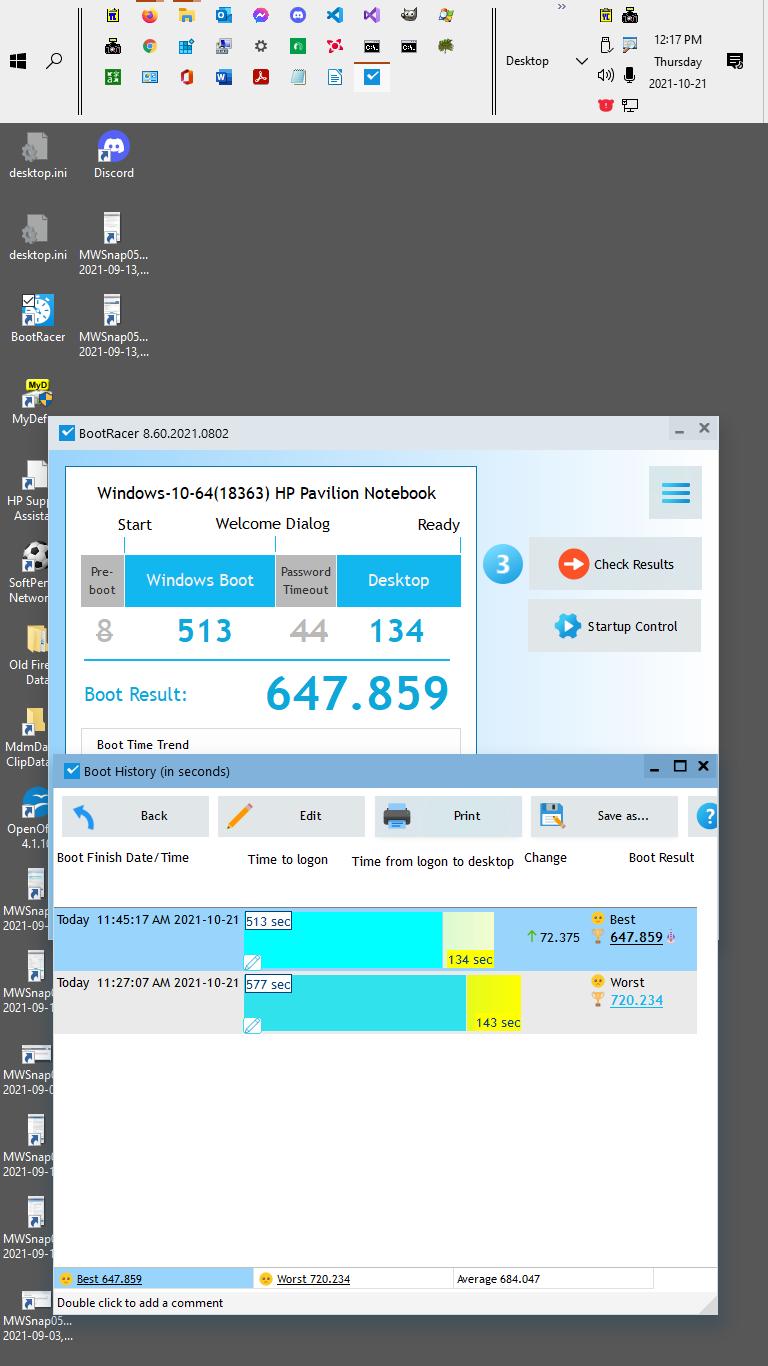 12:17 PM
Desktop
Thursday
2021-10-21
desktop.ini
Discord
desktop.ini
MWSnap05...
2021-09-13,...
BootRacer
MWSnap05...
2021-09-13,...
MyDef
HP Supp
Assista
SoftPer
Networ
Old Fire
Data
MdmDa
ClipData
OpenOf
4.1.10
MWSnap
2021-09-1
MWSnap
2021-09-1
MWSnap0
2021-09-0
MWSnap
2021-09-1
MWSnap
2021-09-1
MWSnap05...
2021-09-03,...
BootRacer 8.60.2021.0802
Windows-10-64(18363) HP Pavilion Notebook
Start Welcome Dialog Ready
Pre-
boot
Windows Boot
Password
Timeout
Desktop
8 513 44 134
Boot Result: 647.859
Boot Time Trend
3
Check Results
Startup Control
Boot History (in seconds)
Back Edit Print Save as... ?
Boot Finish Date/Time Time to logon Time from logon to desktop Change Boot Result
Today 11:45:17 AM 2021-10-21 513 sec 134 sec 72.375 Best
647.859
Today 11:27:07 AM 2021-10-21 577 sec 143 sec Worst
720.234
Best 647.859 Worst 720.234 Average 684.047
Double click to add a comment